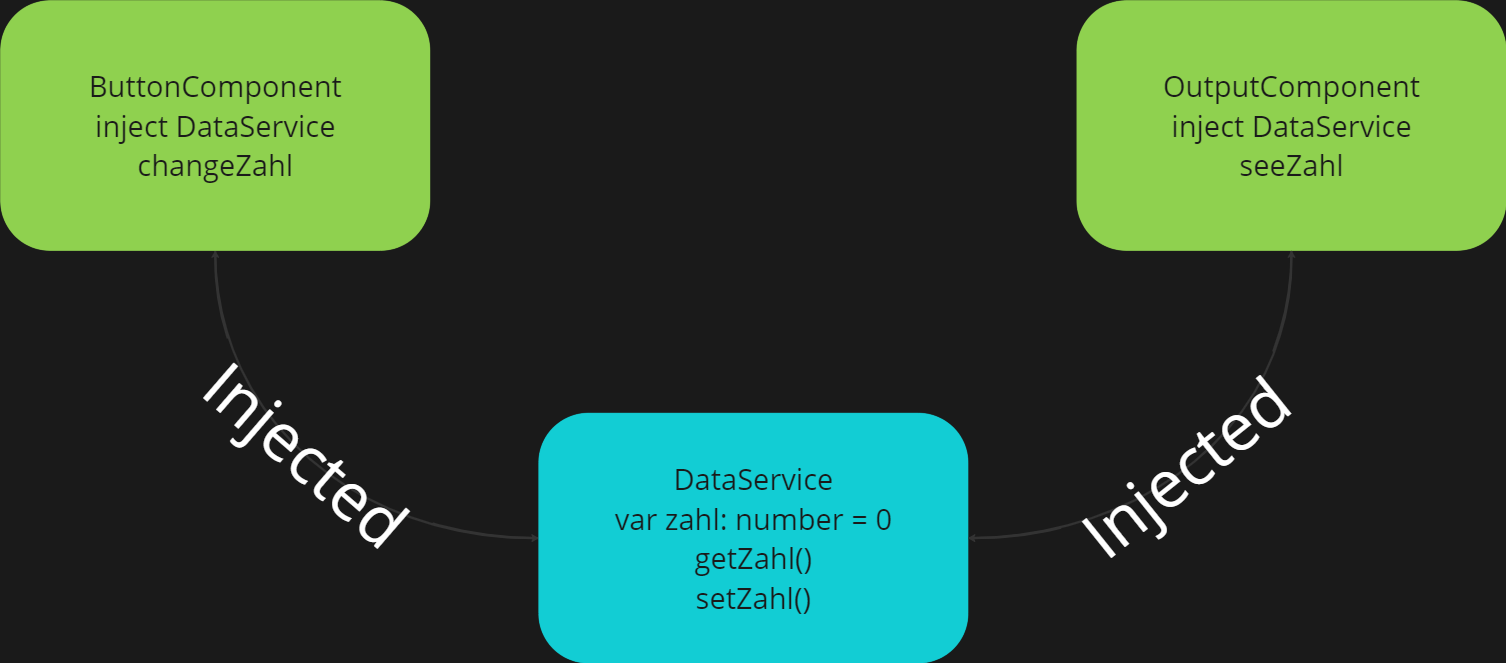 ButtonComponent
inject DataService
changeZahl
OutputComponent
inject DataService
seeZahl
Injected
Injected
DataService
var zahl: number = 0
getZahl()
setZahl()